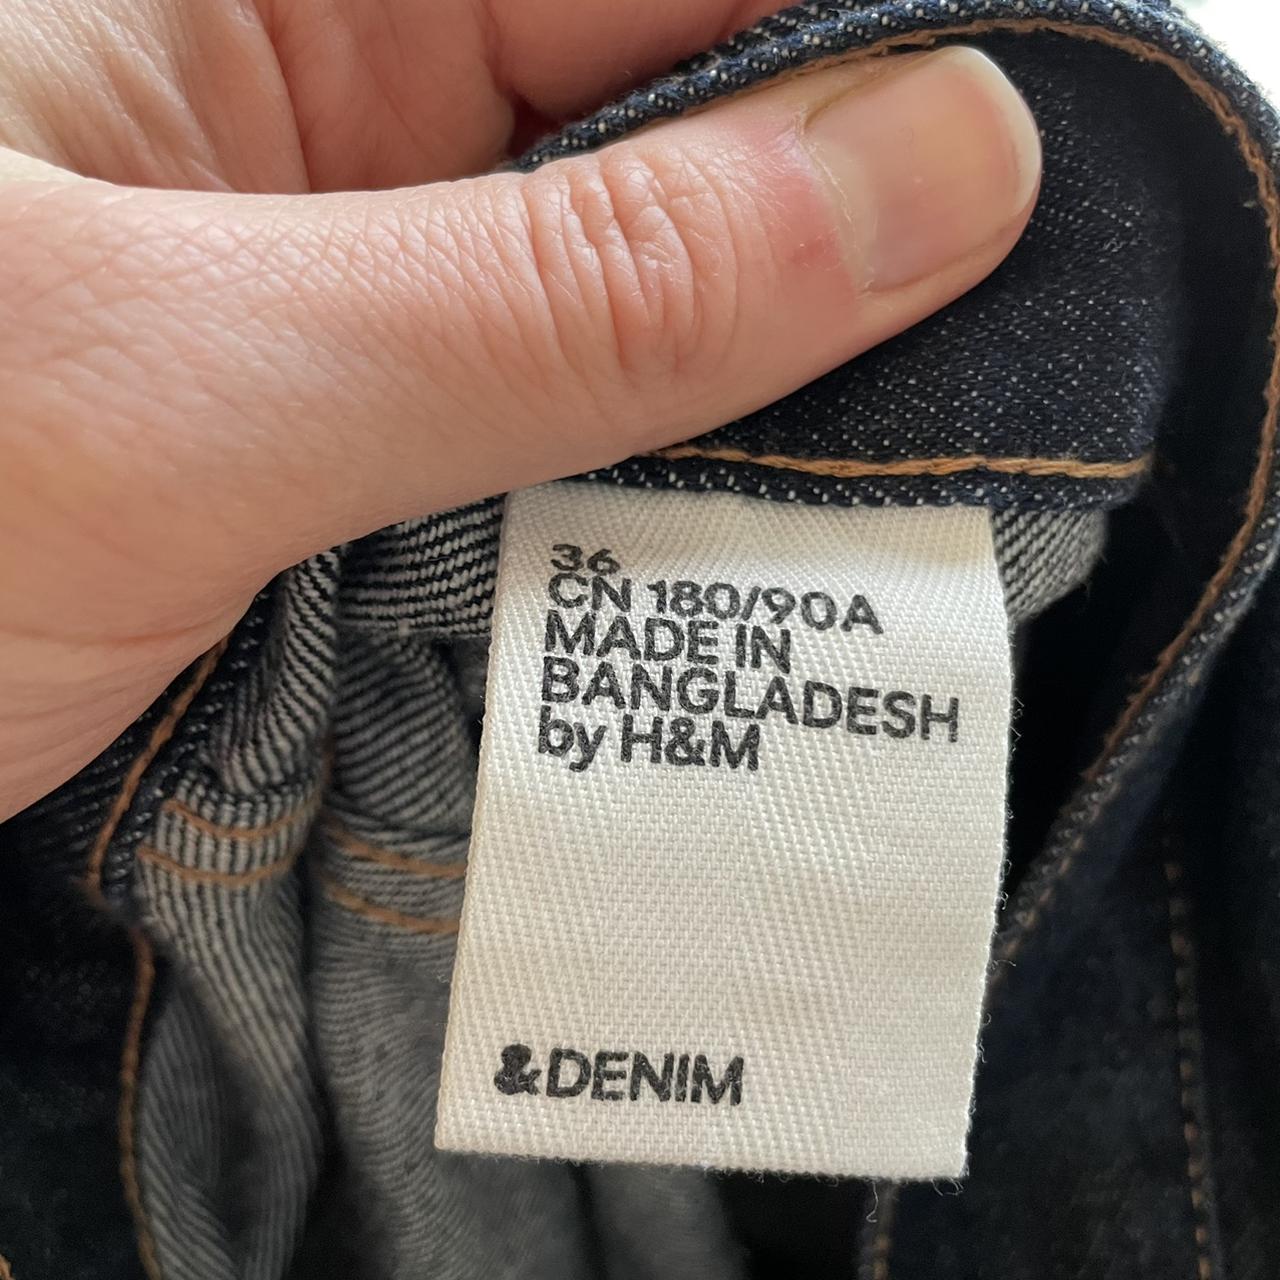 36
CN 180/90A
MADE IN
BANGLADESH
by H&M
&DENIM